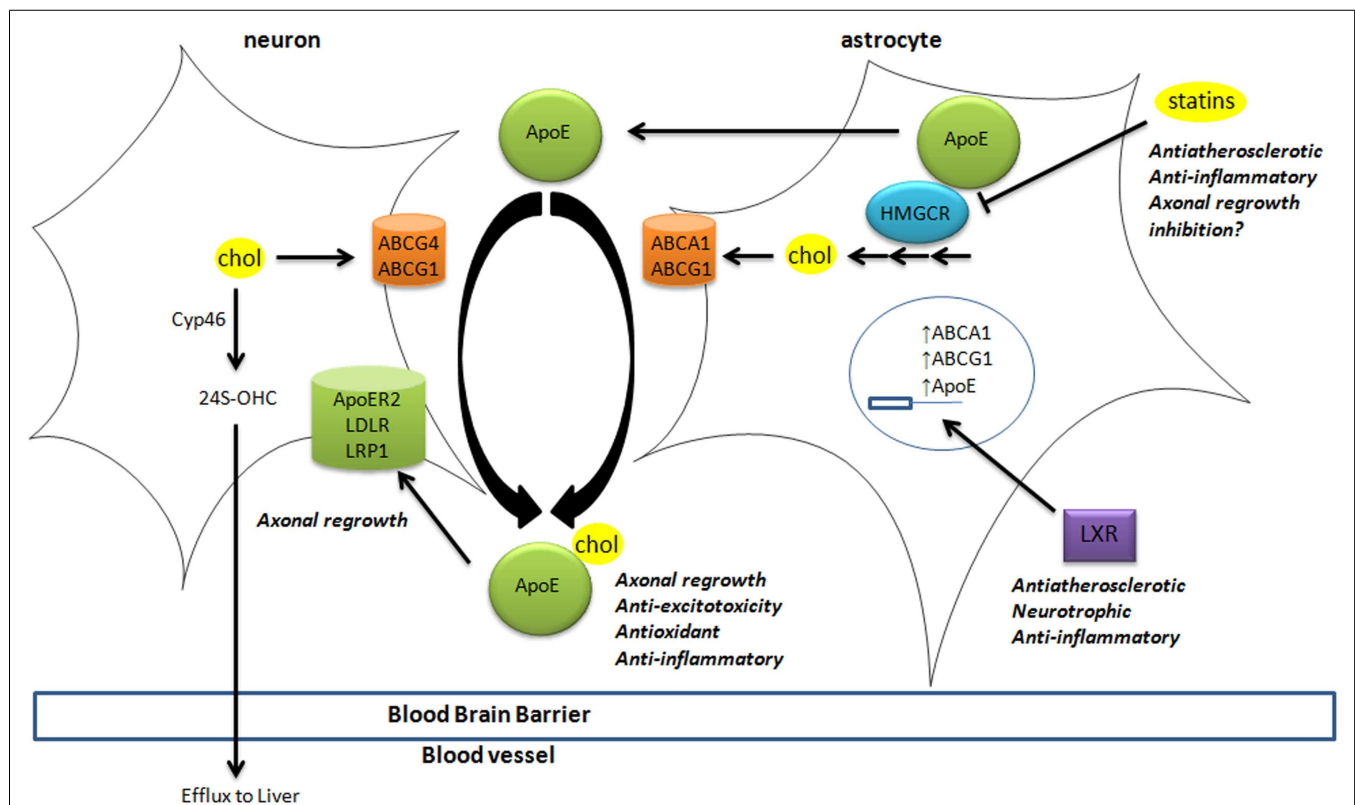 neuron
astrocyte
statins
ApoE
ApoE
Antiatherosclerotic
Anti-inflammatory
Axonal regrowth
inhibition?
HMGCR
ABCG4
ABCG1
ABCA1
ABCG1
chol
chol
Cyp46
↑ABCA1
↑ABCG1
↑ApoE
24S-OHC
ApoER2
LDLR
LRP1
Axonal regrowth
chol
ApoE
Axonal regrowth
Anti-excitotoxicity
Antioxidant
Anti-inflammatory
LXR
Antiatherosclerotic
Neurotrophic
Anti-inflammatory
Blood Brain Barrier
Blood vessel
Efflux to Liver